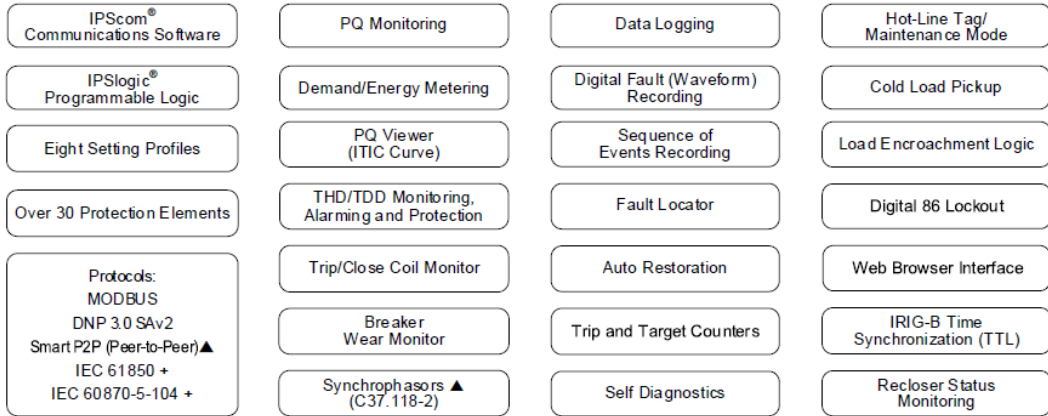 IPScom®
Communications Software
IPSlogic®
Programmable Logic
Eight Setting Profiles
Over 30 Protection Elements
Protocols:
MODBUS
DNP 3.0 SAv2
Smart P2P (Peer-to-Peer)▲
IEC 61850 +
IEC 60870-5-104 +
PQ Monitoring
Demand/Energy Metering
PQ Viewer
(ITIC Curve)
THD/TDD Monitoring,
Alarming and Protection
Trip/Close Coil Monitor
Breaker
Wear Monitor
Synchrophasors ▲
(C37.118-2)
Data Logging
Digital Fault (Waveform)
Recording
Sequence of
Events Recording
Fault Locator
Auto Restoration
Trip and Target Counters
Self Diagnostics
Hot-Line Tag/
Maintenance Mode
Cold Load Pickup
Load Encroachment Logic
Digital 86 Lockout
Web Browser Interface
IRIG-B Time
Synchronization (TTL)
Recloser Status
Monitoring